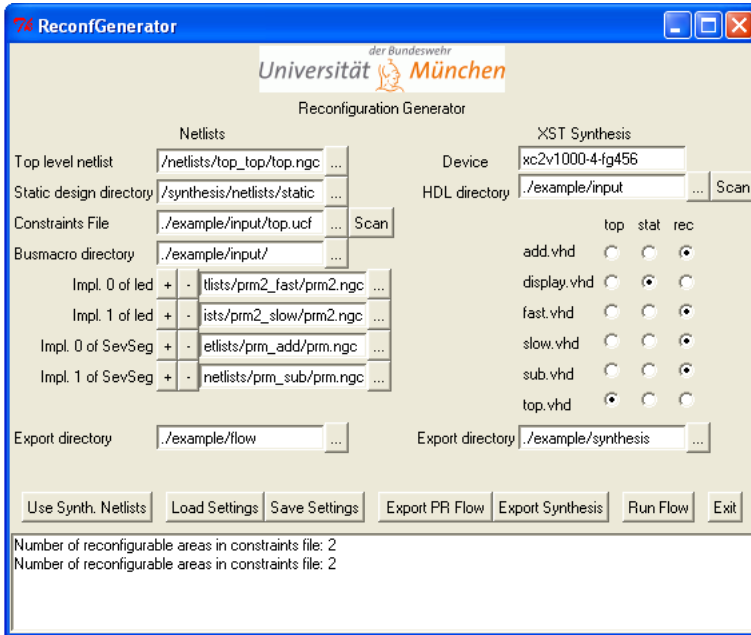 ReconfGenerator
der Bundeswehr
Universität München
Reconfiguration Generator
Netlists
XST Synthesis
Top level netlist /netlists/top_top/top.ngc ...
Device xc2v1000-4-fg456
Static design directory /synthesis/netlists/static ...
HDL directory ./example/input ... Scan
Constraints File ./example/input/top.ucf ... Scan
top stat rec
Busmacro directory ./example/input/ ...
add.vhd
Impl. 0 of led + - tlists/prm2_fast/prm2.ngc ...
display.vhd
Impl. 1 of led + - ists/prm2_slow/prm2.ngc ...
fast.vhd
Impl. 0 of SevSeg + - etlists/prm_add/prm.ngc ...
slow.vhd
Impl. 1 of SevSeg + - netlists/prm_sub/prm.ngc ...
sub.vhd
top.vhd
Export directory ./example/flow ...
Export directory ./example/synthesis ...
Use Synth. Netlists Load Settings Save Settings Export PR Flow Export Synthesis Run Flow Exit
Number of reconfigurable areas in constraints file: 2
Number of reconfigurable areas in constraints file: 2